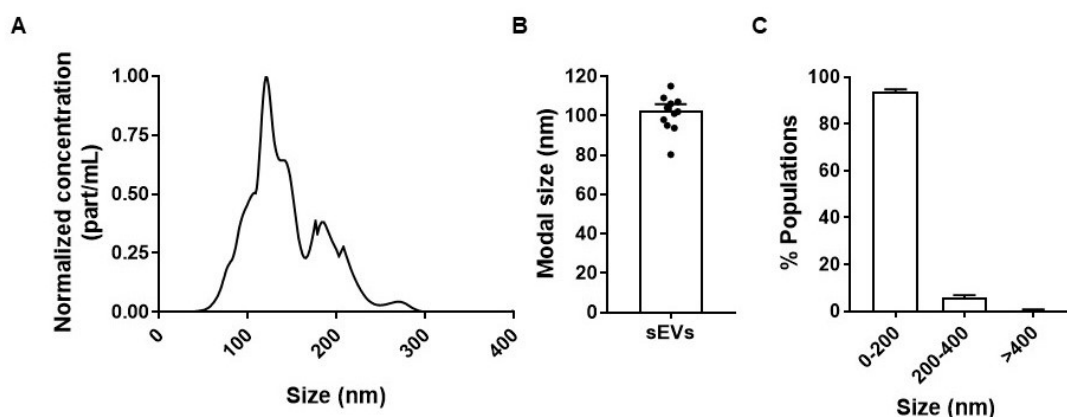 A
Normalized concentration
(part/mL)
1.00
0.75
0.50
0.25
0.00
0
100
200
300
400
Size (nm)
B
Modal size (nm)
120
100
80
60
40
20
0
sEVs
C
% Populations
100
80
60
40
20
0
0-200
200-400
>400
Size (nm)